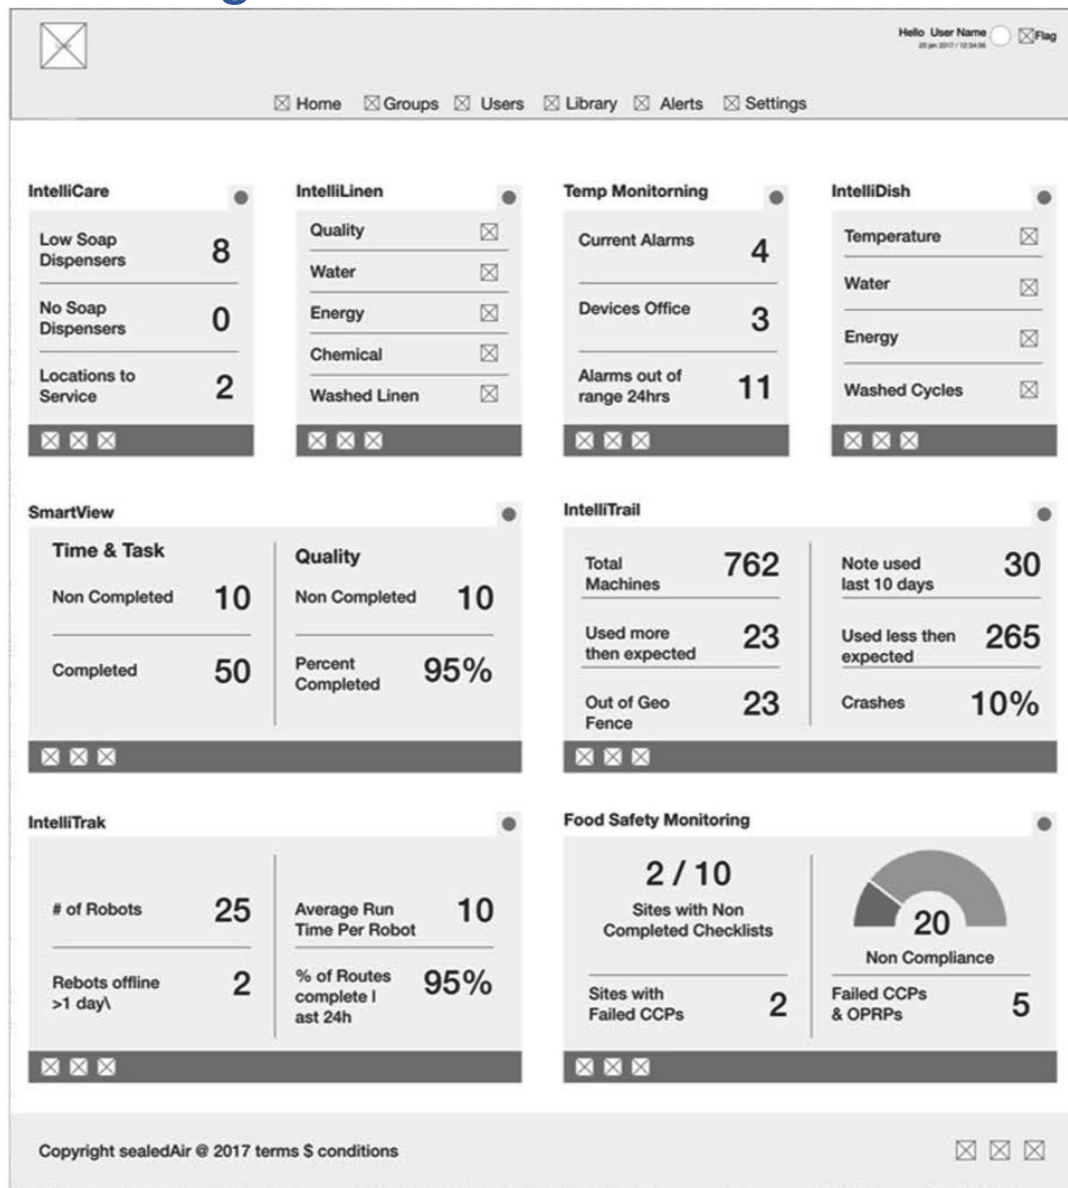 Hello User Name
Flag
20 jan 2017 / 12:34:56
Home Groups Users Library Alerts Settings
IntelliCare
Low Soap
Dispensers
8
No Soap
Dispensers
0
Locations to
Service
2
IntelliLinen
Quality
Water
Energy
Chemical
Washed Linen
Temp Monitorning
Current Alarms
4
Devices Office
3
Alarms out of
range 24hrs
11
IntelliDish
Temperature
Water
Energy
Washed Cycles
SmartView
Time & Task
Non Completed
10
Completed
50
Quality
Non Completed
10
Percent
Completed
95%
IntelliTrail
Total
Machines
762
Used more
then expected
23
Out of Geo
Fence
23
Note used
last 10 days
30
Used less then
expected
265
Crashes
10%
IntelliTrak
# of Robots
25
Rebots offline
>1 day\
2
Average Run
Time Per Robot
10
% of Routes
complete l
ast 24h
95%
Food Safety Monitoring
2 / 10
Sites with Non
Completed Checklists
Sites with
Failed CCPs
2
20
Non Compliance
Failed CCPs
& OPRPs
5
Copyright sealedAir @ 2017 terms $ conditions